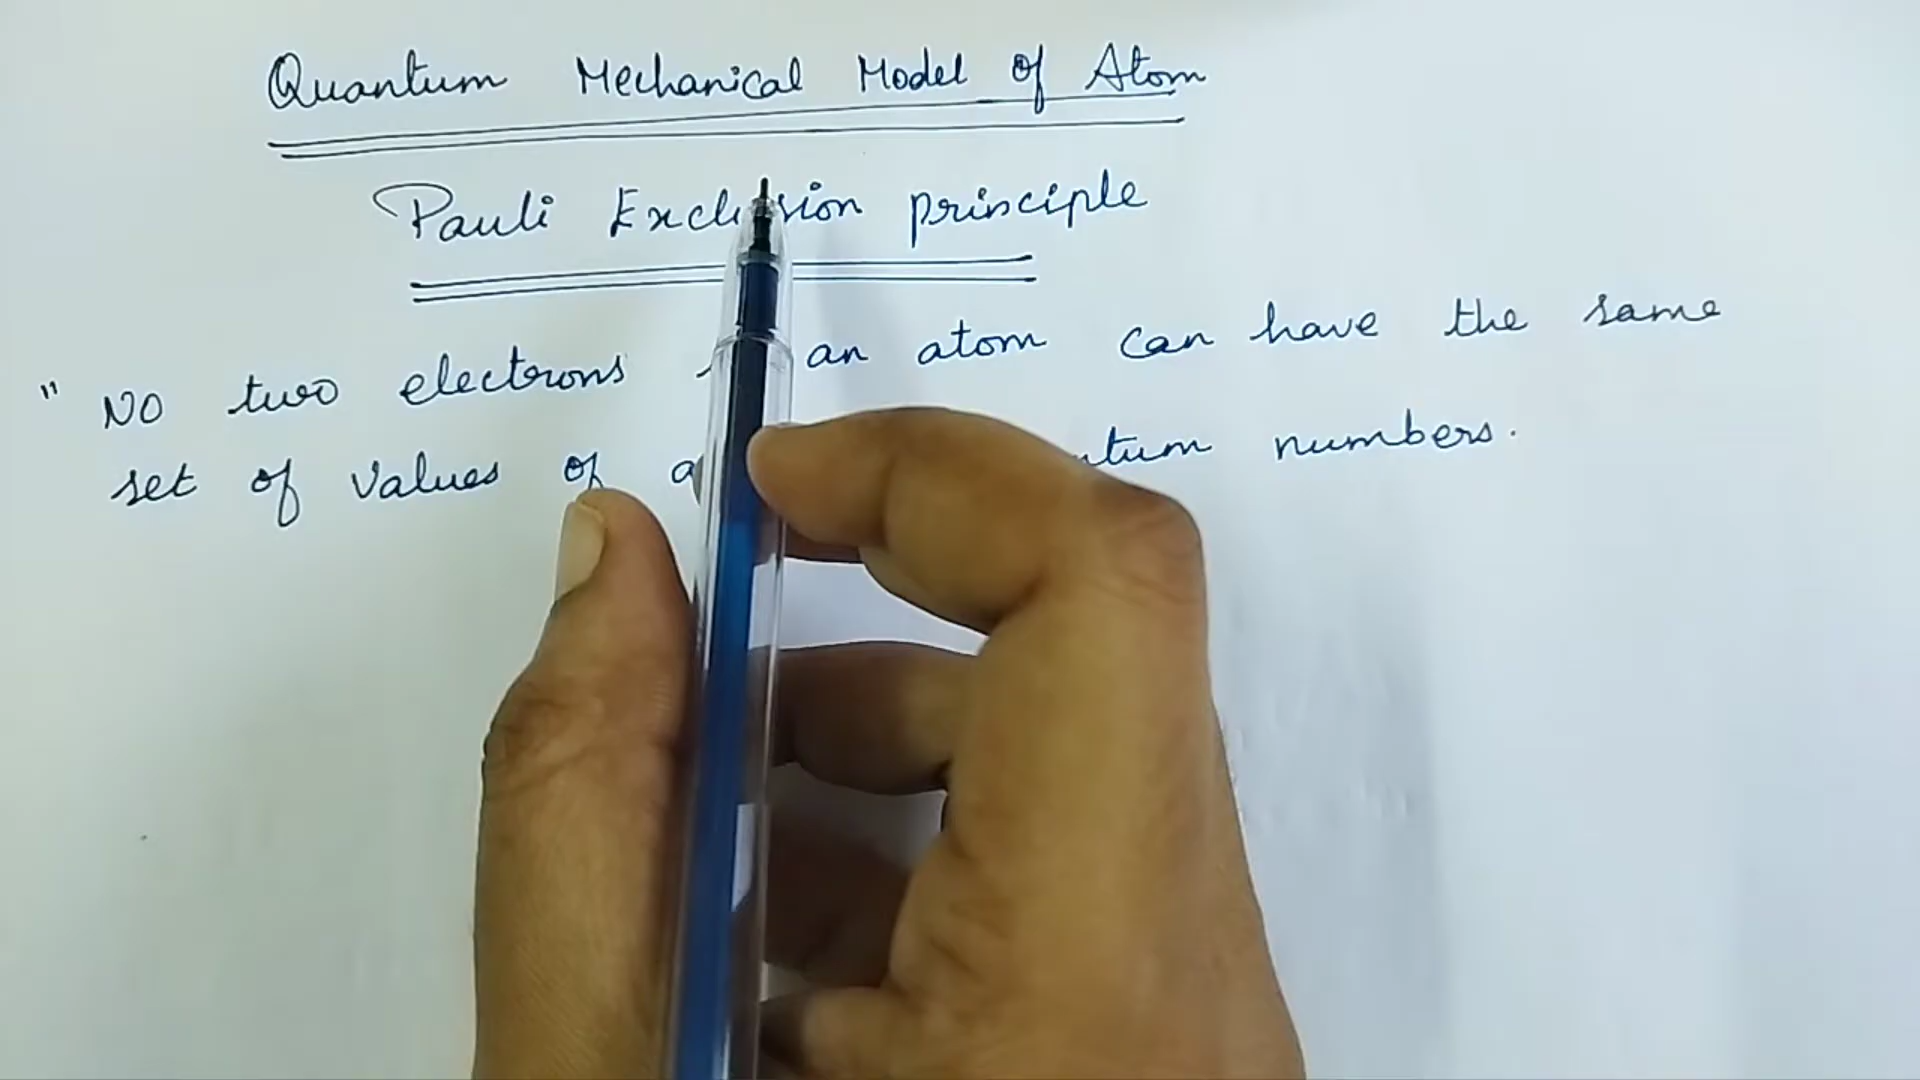 Quantum Mechanical Model of Atom
Pauli Exclusion principle
" NO two electrons an atom can have the same
set of values of numbers.